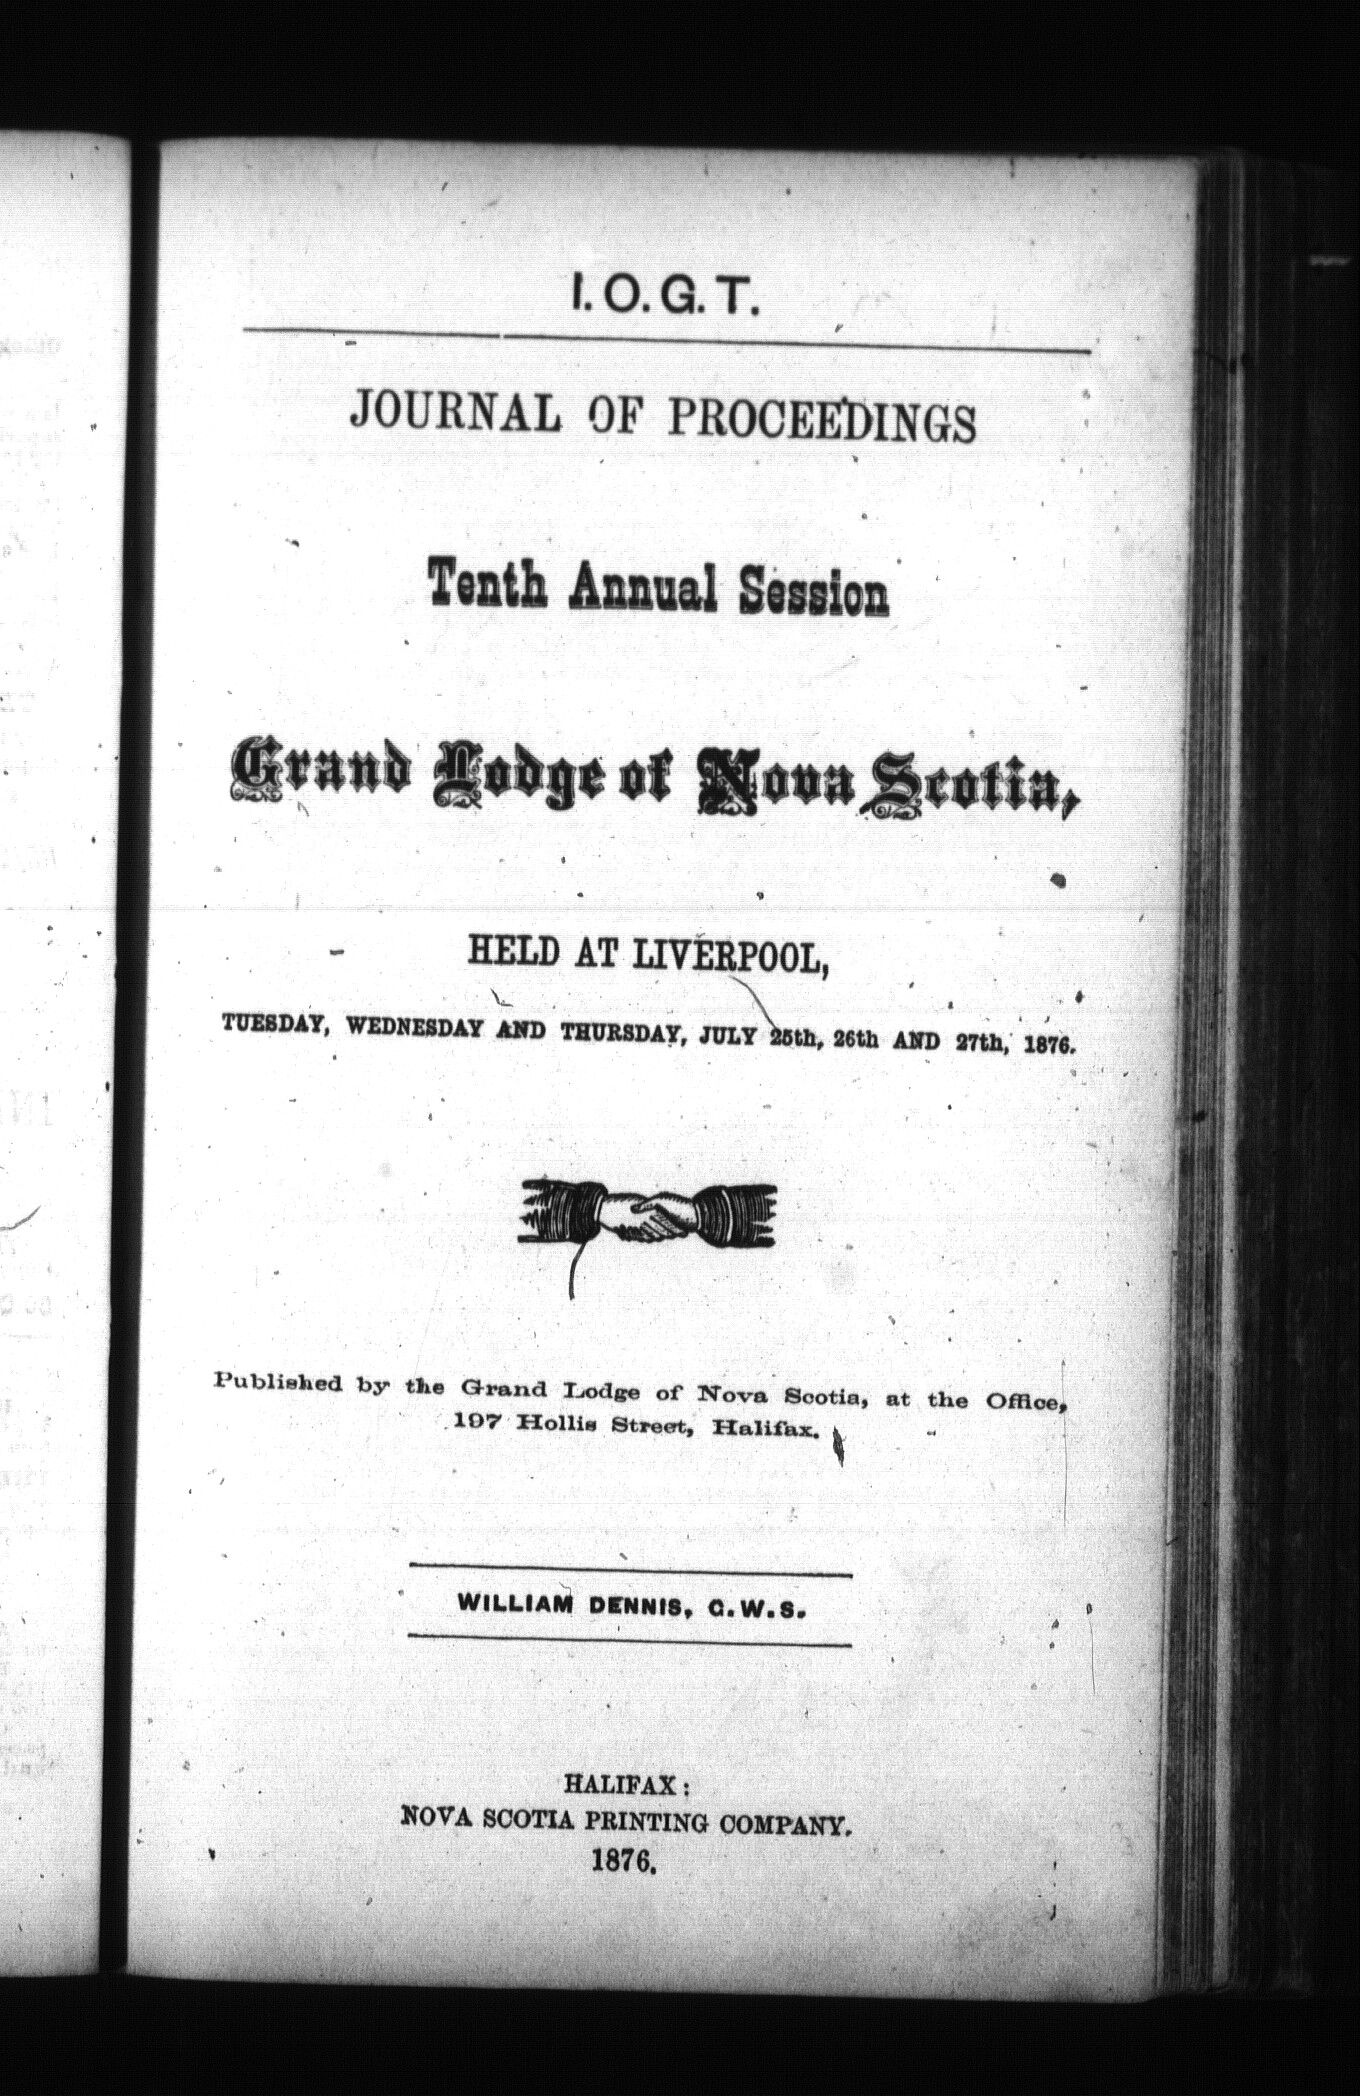 I. O. G. T.
JOURNAL OF PROCEEDINGS
Tenth Annual Session
Grand Lodge of Nova Scotia,
HELD AT LIVERPOOL,
TUESDAY, WEDNESDAY AND THURSDAY, JULY 25th, 26th AND 27th, 1876.
Published by the Grand Lodge of Nova Scotia, at the Office,
197 Hollis Street, Halifax.
WILLIAM DENNIS, G.W.S.
HALIFAX:
NOVA SCOTIA PRINTING COMPANY.
1876.